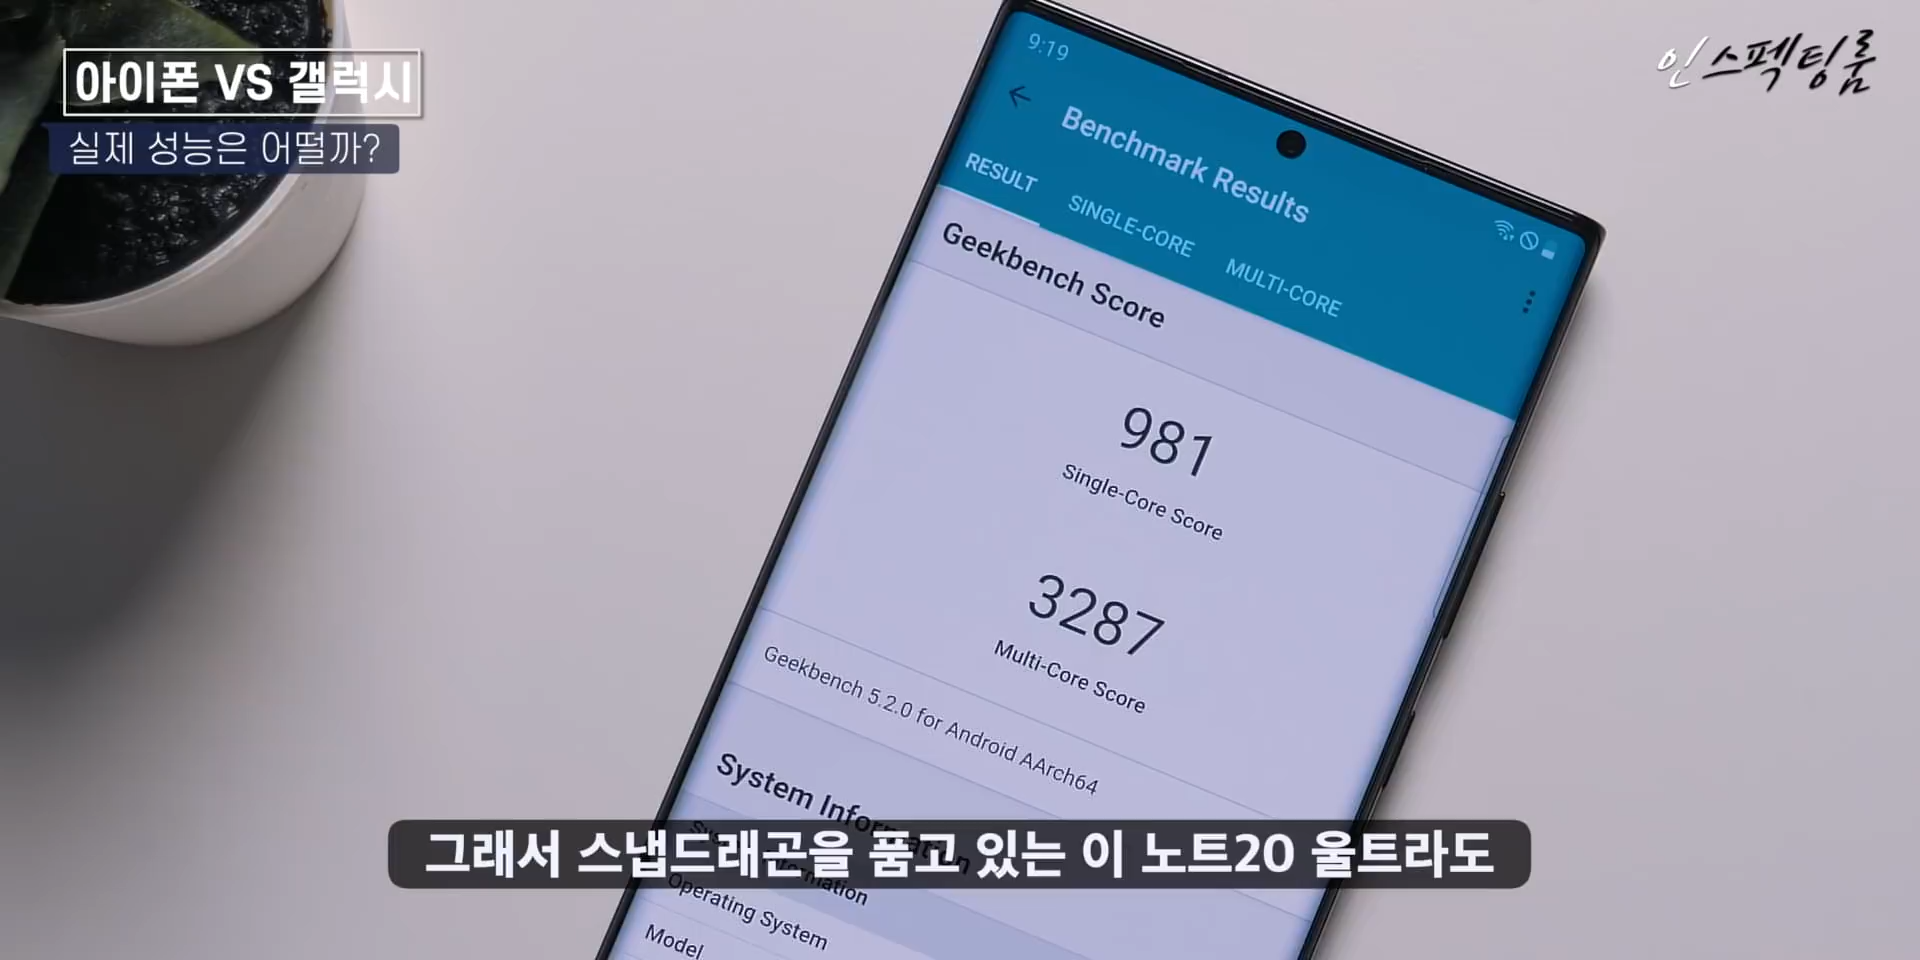 아이폰 VS 갤럭시
실제 성능은 어떨까?
인스펙팅룸
9:19
Benchmark Results
RESULT
SINGLE-CORE
MULTI-CORE
Geekbench Score
981
Single-Core Score
3287
Multi-Core Score
Geekbench 5.2.0 for Android AArch64
System Information
System Information
Operating System
Model
그래서 스냅드래곤을 품고 있는 이 노트20 울트라도